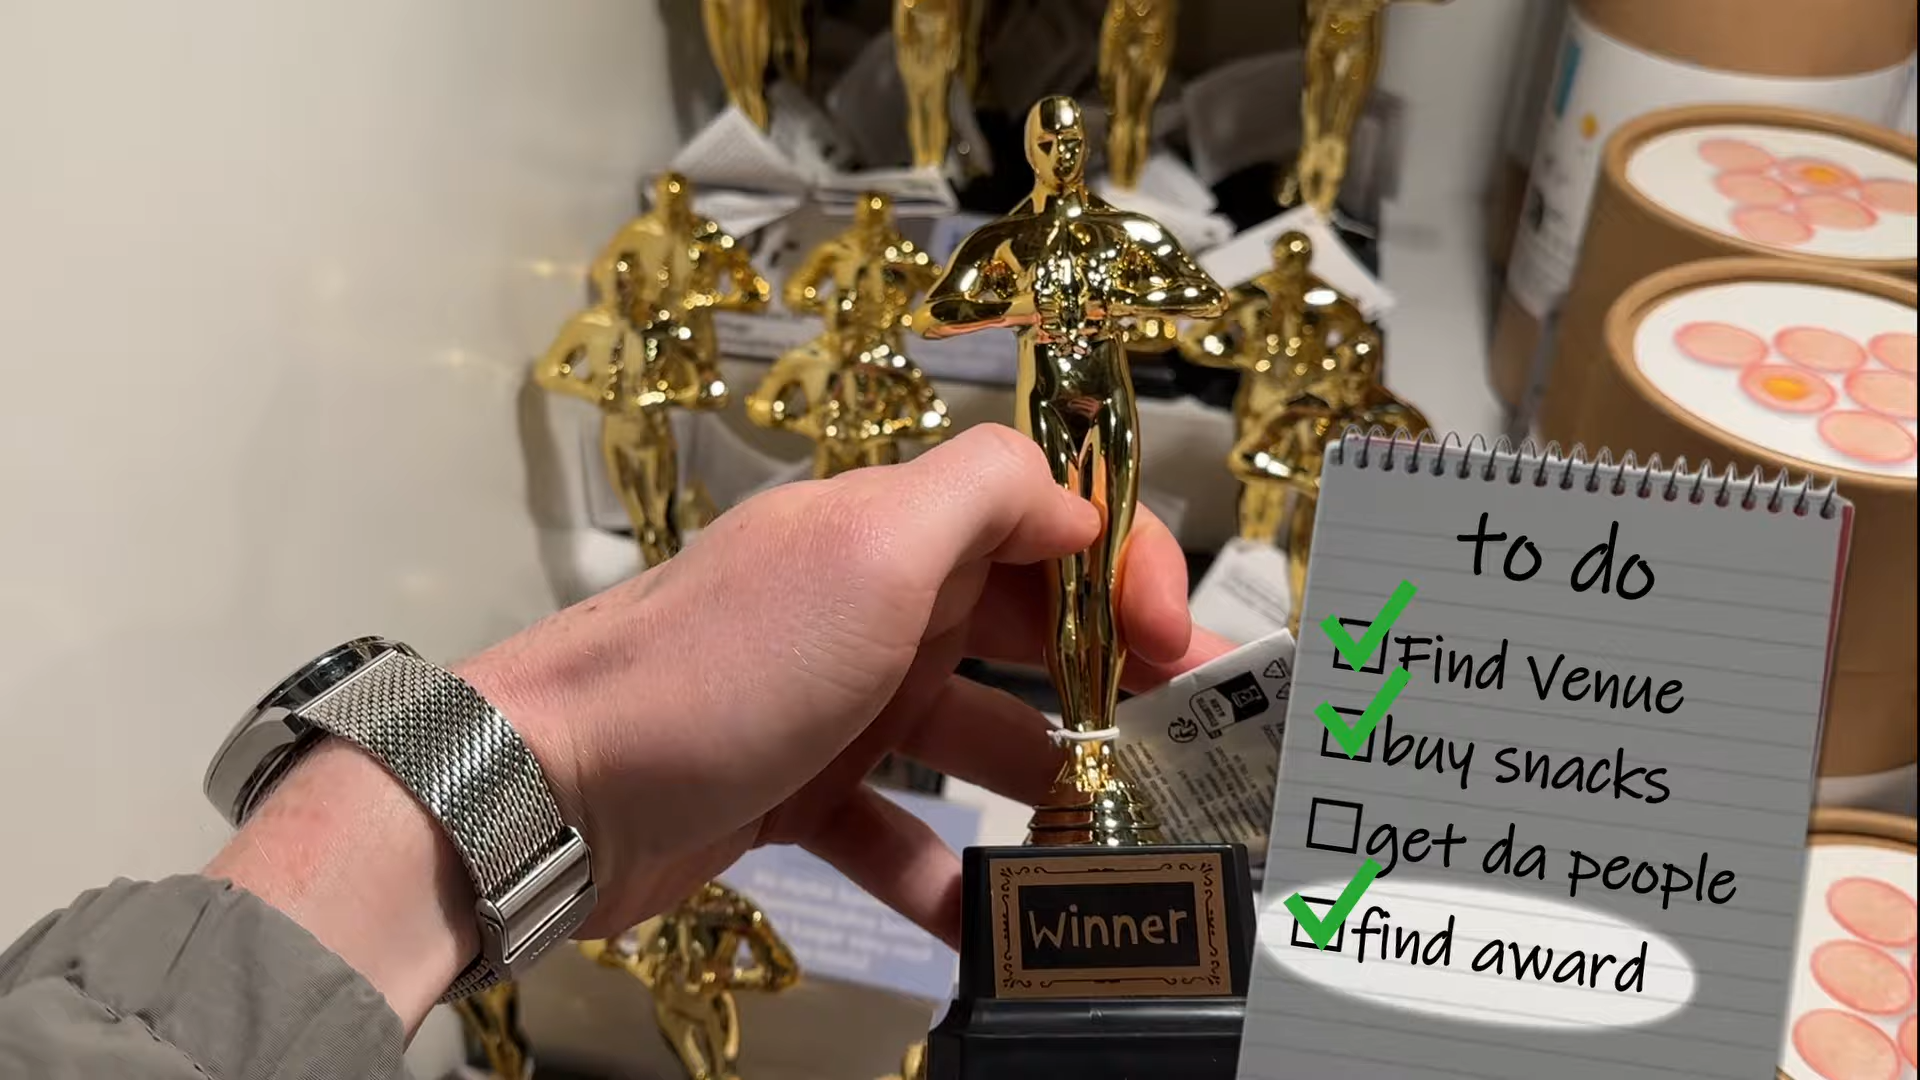 Winner
to do
Find Venue
buy snacks
get da people
find award